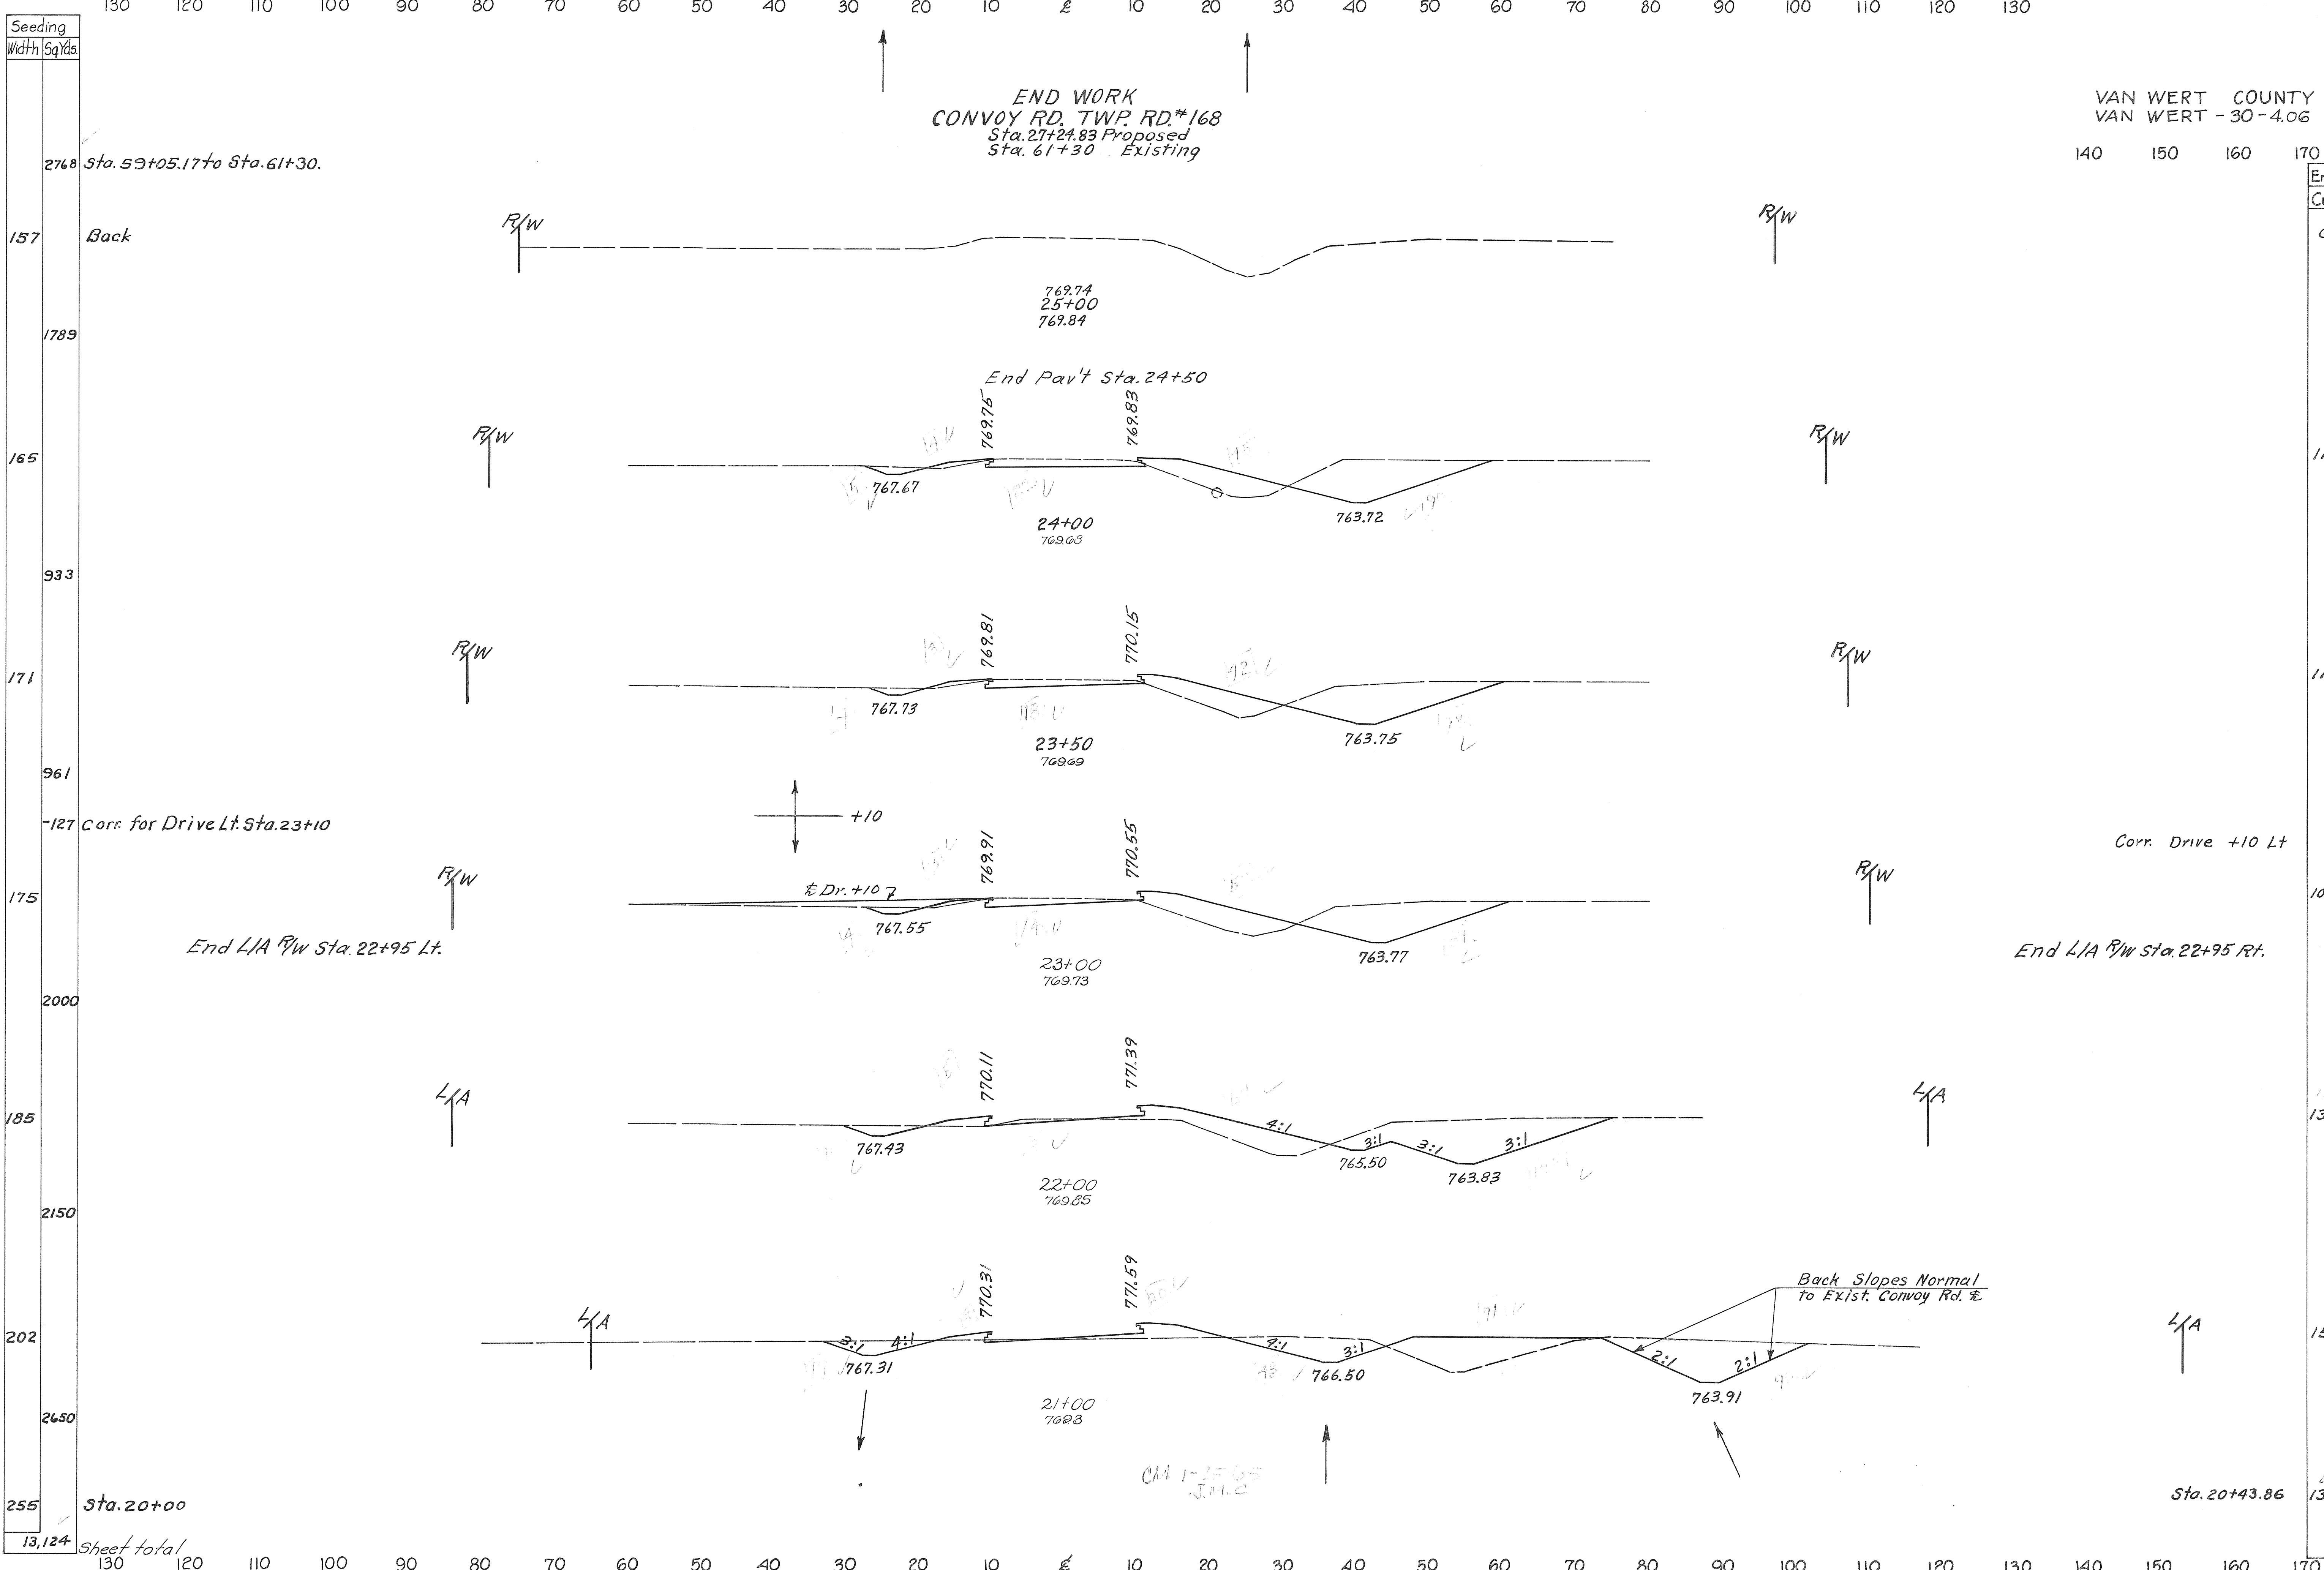 130 120 110 100 90 80 70 60 50 40 30 20 10 ℄ 10 20 30 40 50 60 70 80 90 100 110 120 130
Seeding
Width Sq.Yds.
END WORK
CONVOY RD. TWP. RD.#168
Sta.27+24.83 Proposed
Sta. 61+30 Existing
VAN WERT COUNTY
VAN WERT - 30 - 4.06
140 150 160 170
2768 Sta. 59+05.17 to Sta. 61+30.
R/W R/W
157 Back
769.74
25+00
769.84
1789
End Pav't Sta. 24+50
769.75 769.83
R/W R/W
165
767.67
763.72
24+00
769.63
933
769.81 770.15
R/W R/W
171
767.73
763.75
23+50
769.69
961
+10
-127 Corr. for Drive Lt. Sta. 23+10
Corr. Drive +10 Lt
769.91 770.55
R/W R/W
℄ Dr. +10
175
767.55
763.77
End L/A R/W Sta. 22+95 Lt.
End L/A R/W Sta. 22+95 Rt.
23+00
769.73
2000
770.11 771.39
L/A L/A
185
4:1 3:1 3:1 3:1
767.43
765.50
763.83
22+00
769.85
2150
770.31 771.59
Back Slopes Normal
to Exist. Convoy Rd. ℄
L/A L/A
202
3:1 4:1 4:1 3:1 2:1 2:1
767.31
766.50
763.91
21+00
2650
J.M.C
255 Sta. 20+00
Sta. 20+43.86
13,124 Sheet total
130 120 110 100 90 80 70 60 50 40 30 20 10 ℄ 10 20 30 40 50 60 70 80 90 100 110 120 130 140 150 160 170